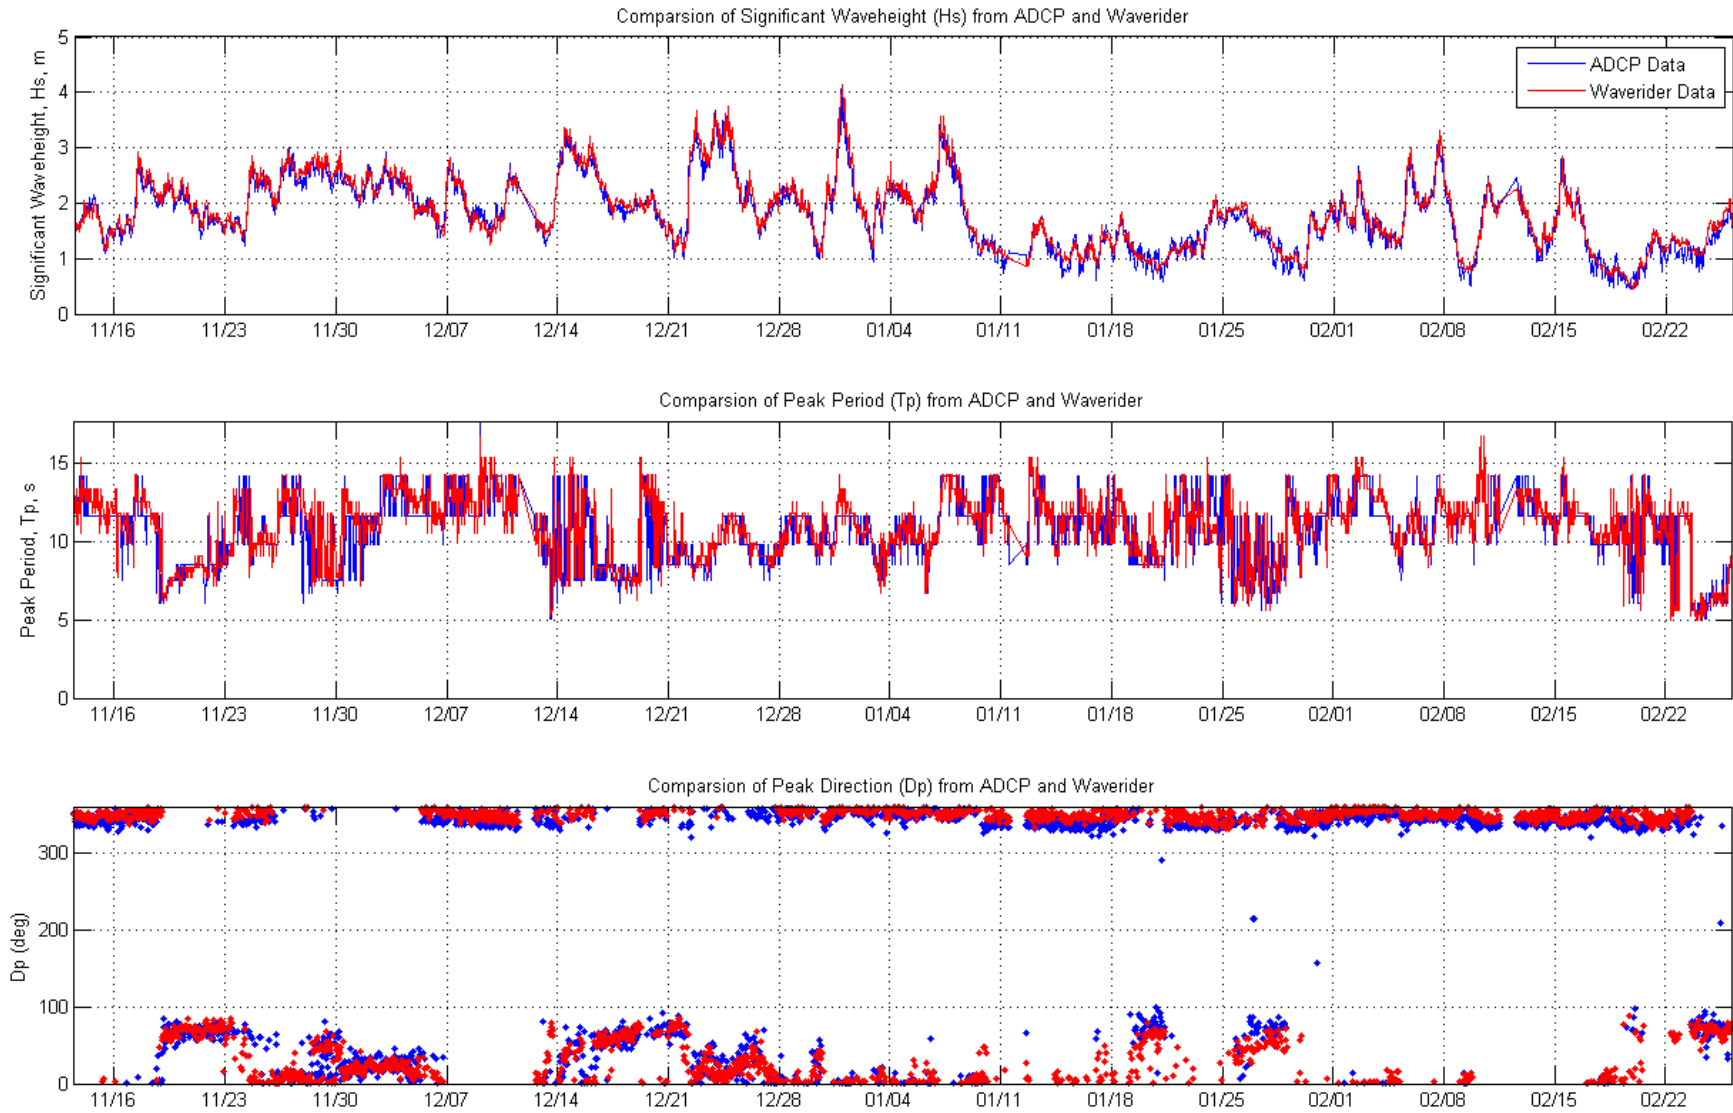 Comparsion of Significant Waveheight (Hs) from ADCP and Waverider
Significant Waveheight, Hs, m
5
4
3
2
1
0
ADCP Data
Waverider Data
11/16 11/23 11/30 12/07 12/14 12/21 12/28 01/04 01/11 01/18 01/25 02/01 02/08 02/15 02/22
Comparsion of Peak Period (Tp) from ADCP and Waverider
Peak Period, Tp, s
15
10
5
0
11/16 11/23 11/30 12/07 12/14 12/21 12/28 01/04 01/11 01/18 01/25 02/01 02/08 02/15 02/22
Comparsion of Peak Direction (Dp) from ADCP and Waverider
Dp (deg)
300
200
100
0
11/16 11/23 11/30 12/07 12/14 12/21 12/28 01/04 01/11 01/18 01/25 02/01 02/08 02/15 02/22